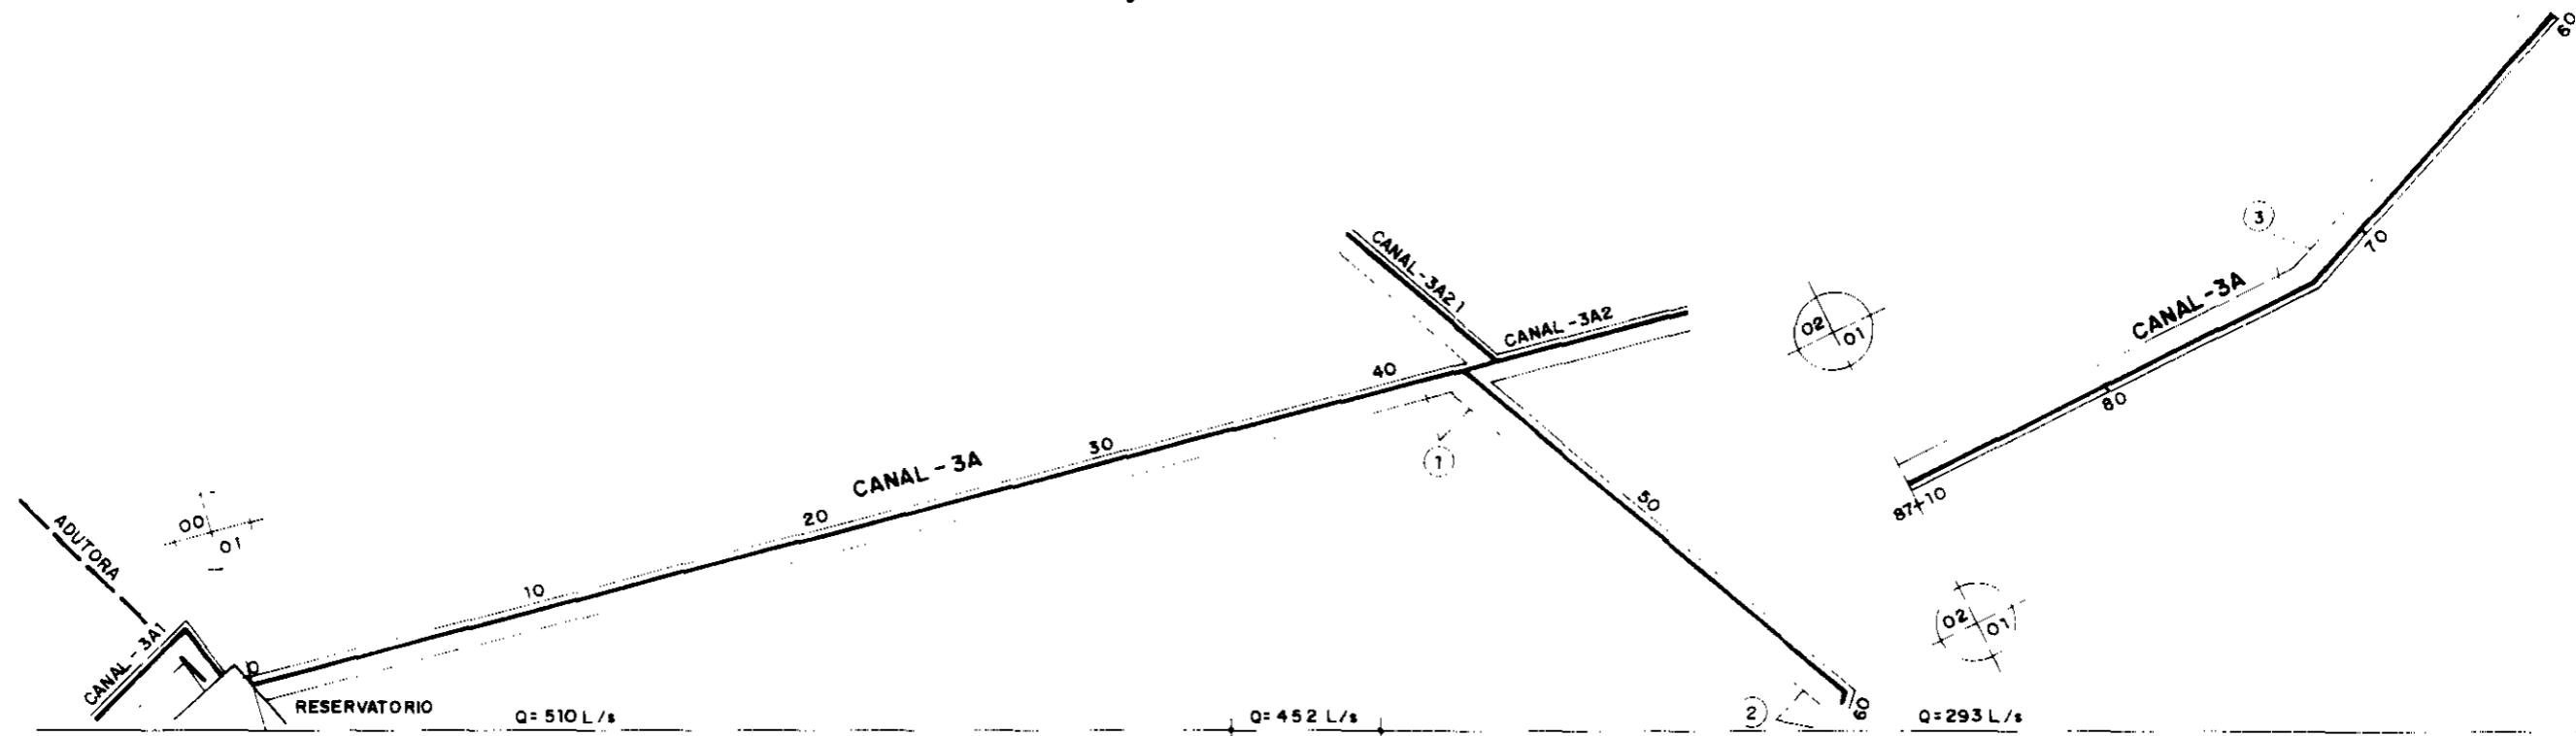 60
3
70
CANAL-3A
CANAL-3A21
CANAL-3A2
02
01
40
80
30
1
CANAL - 3A
87+10
50
20
00
01
ADUTORA
10
02
01
CANAL-3A1
0
RESERVATORIO
60
2
Q= 510 L/s
Q= 452 L/s
Q=293 L/s